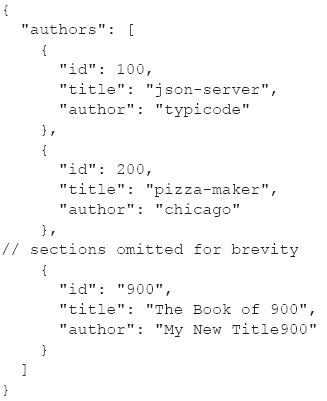 {
  "authors": [
    {
      "id": 100,
      "title": "json-server",
      "author": "typicode"
    },
    {
      "id": 200,
      "title": "pizza-maker",
      "author": "chicago"
    },
// sections omitted for brevity
    {
      "id": "900",
      "title": "The Book of 900",
      "author": "My New Title900"
    }
  ]
}